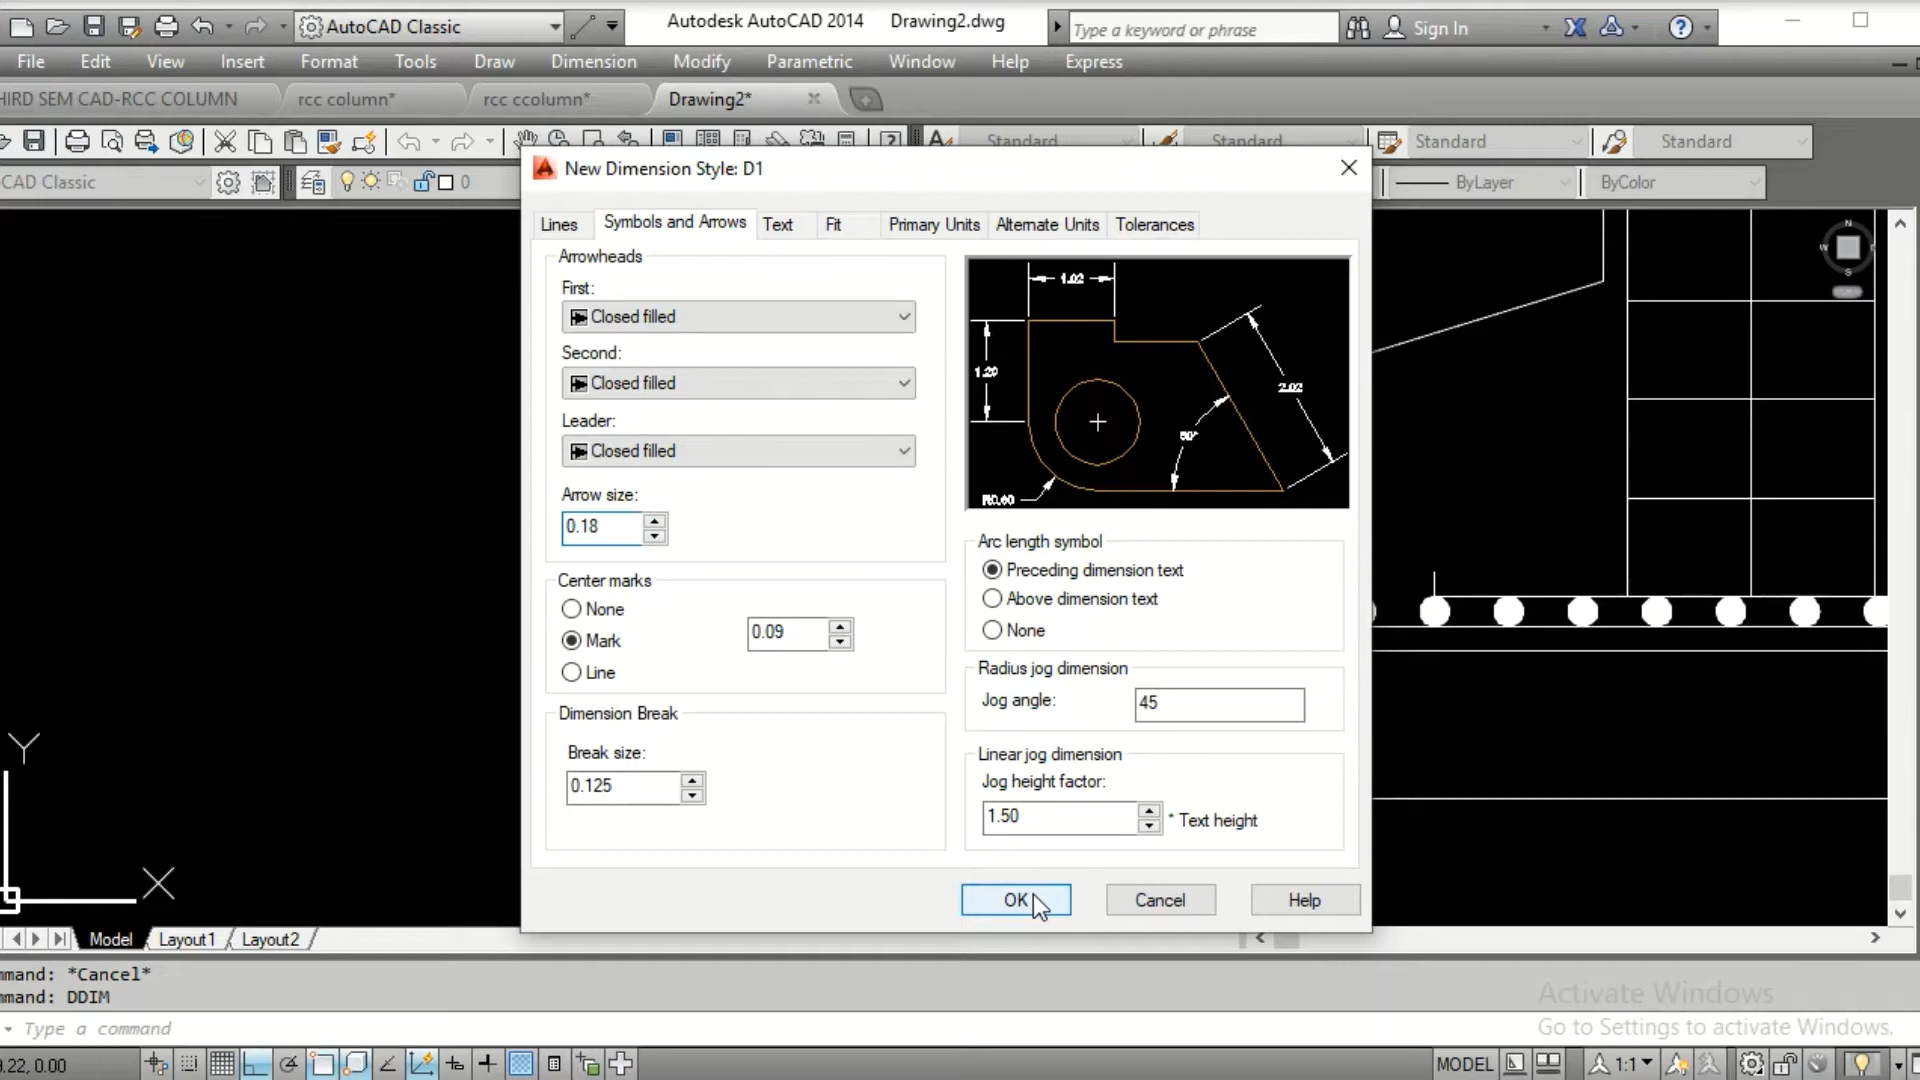 AutoCAD Classic
Autodesk AutoCAD 2014 Drawing2.dwg
Type a keyword or phrase
Sign In
File Edit View Insert Format Tools Draw Dimension Modify Parametric Window Help Express
HIRD SEM CAD-RCC COLUMN rcc column* rcc ccolumn* Drawing2*
Standard Standard Standard Standard
CAD Classic
0
ByLayer ByColor
New Dimension Style: D1
Lines Symbols and Arrows Text Fit Primary Units Alternate Units Tolerances
Arrowheads
First:
Closed filled
Second:
Closed filled
Leader:
Closed filled
Arrow size:
0.18
Center marks
None
Mark
0.09
Line
Dimension Break
Break size:
0.125
1.02
1.20
2.02
R0.60
Arc length symbol
Preceding dimension text
Above dimension text
None
Radius jog dimension
Jog angle:
45
Linear jog dimension
Jog height factor:
1.50
* Text height
OK Cancel Help
N
W
S
Y
X
Model Layout1 Layout2
mmand: *Cancel*
mmand: DDIM
Type a command
Activate Windows
Go to Settings to activate Windows.
9.22, 0.00
MODEL
1:1